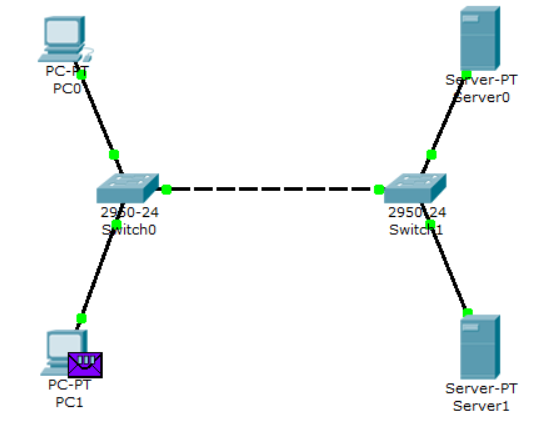 PC-PT
PC0
Server-PT
Server0
2950-24
Switch0
2950-24
Switch1
PC-PT
PC1
Server-PT
Server1